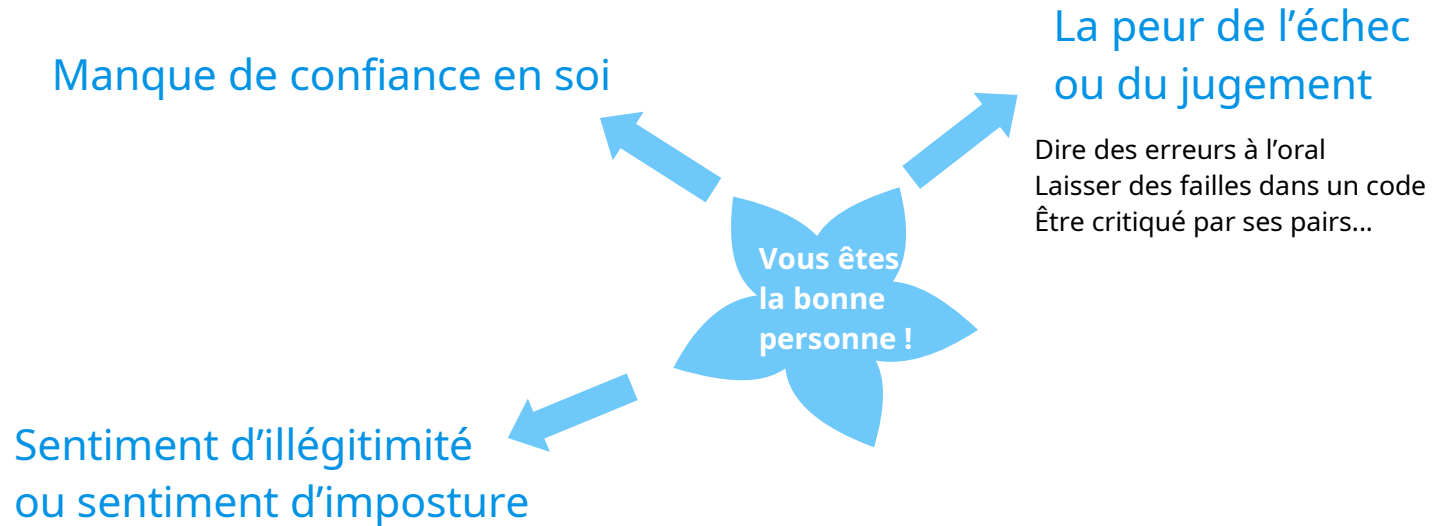 Manque de confiance en soi
La peur de l’échec
ou du jugement
Dire des erreurs à l’oral
Laisser des failles dans un code
Être critiqué par ses pairs...
Vous êtes
la bonne
personne !
Sentiment d’illégitimité
ou sentiment d’imposture